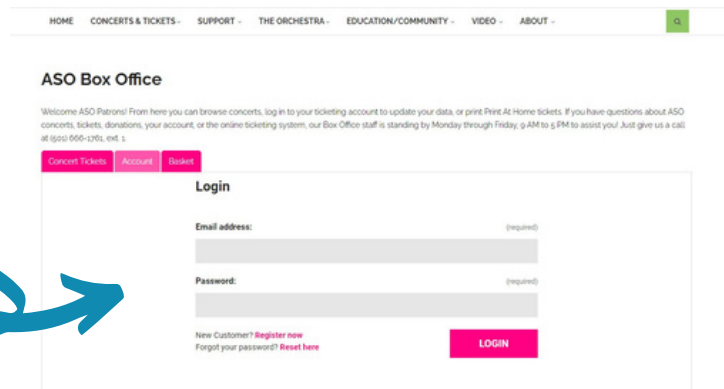 HOME CONCERTS & TICKETS SUPPORT THE ORCHESTRA EDUCATION/COMMUNITY VIDEO ABOUT
ASO Box Office
Welcome ASO Patrons! From here you can browse concerts, log in to your ticketing account to update your data, or print Print At Home tickets. If you have questions about ASO
concerts, tickets, donations, your account, or the online ticketing system, our Box Office staff is standing by Monday through Friday, 9 AM to 5 PM to assist you! Just give us a call
at (501) 666-1761, ext. 1.
Concert Tickets Account Basket
Login
Email address: (required)
Password: (required)
New Customer? Register now
Forgot your password? Reset here
LOGIN